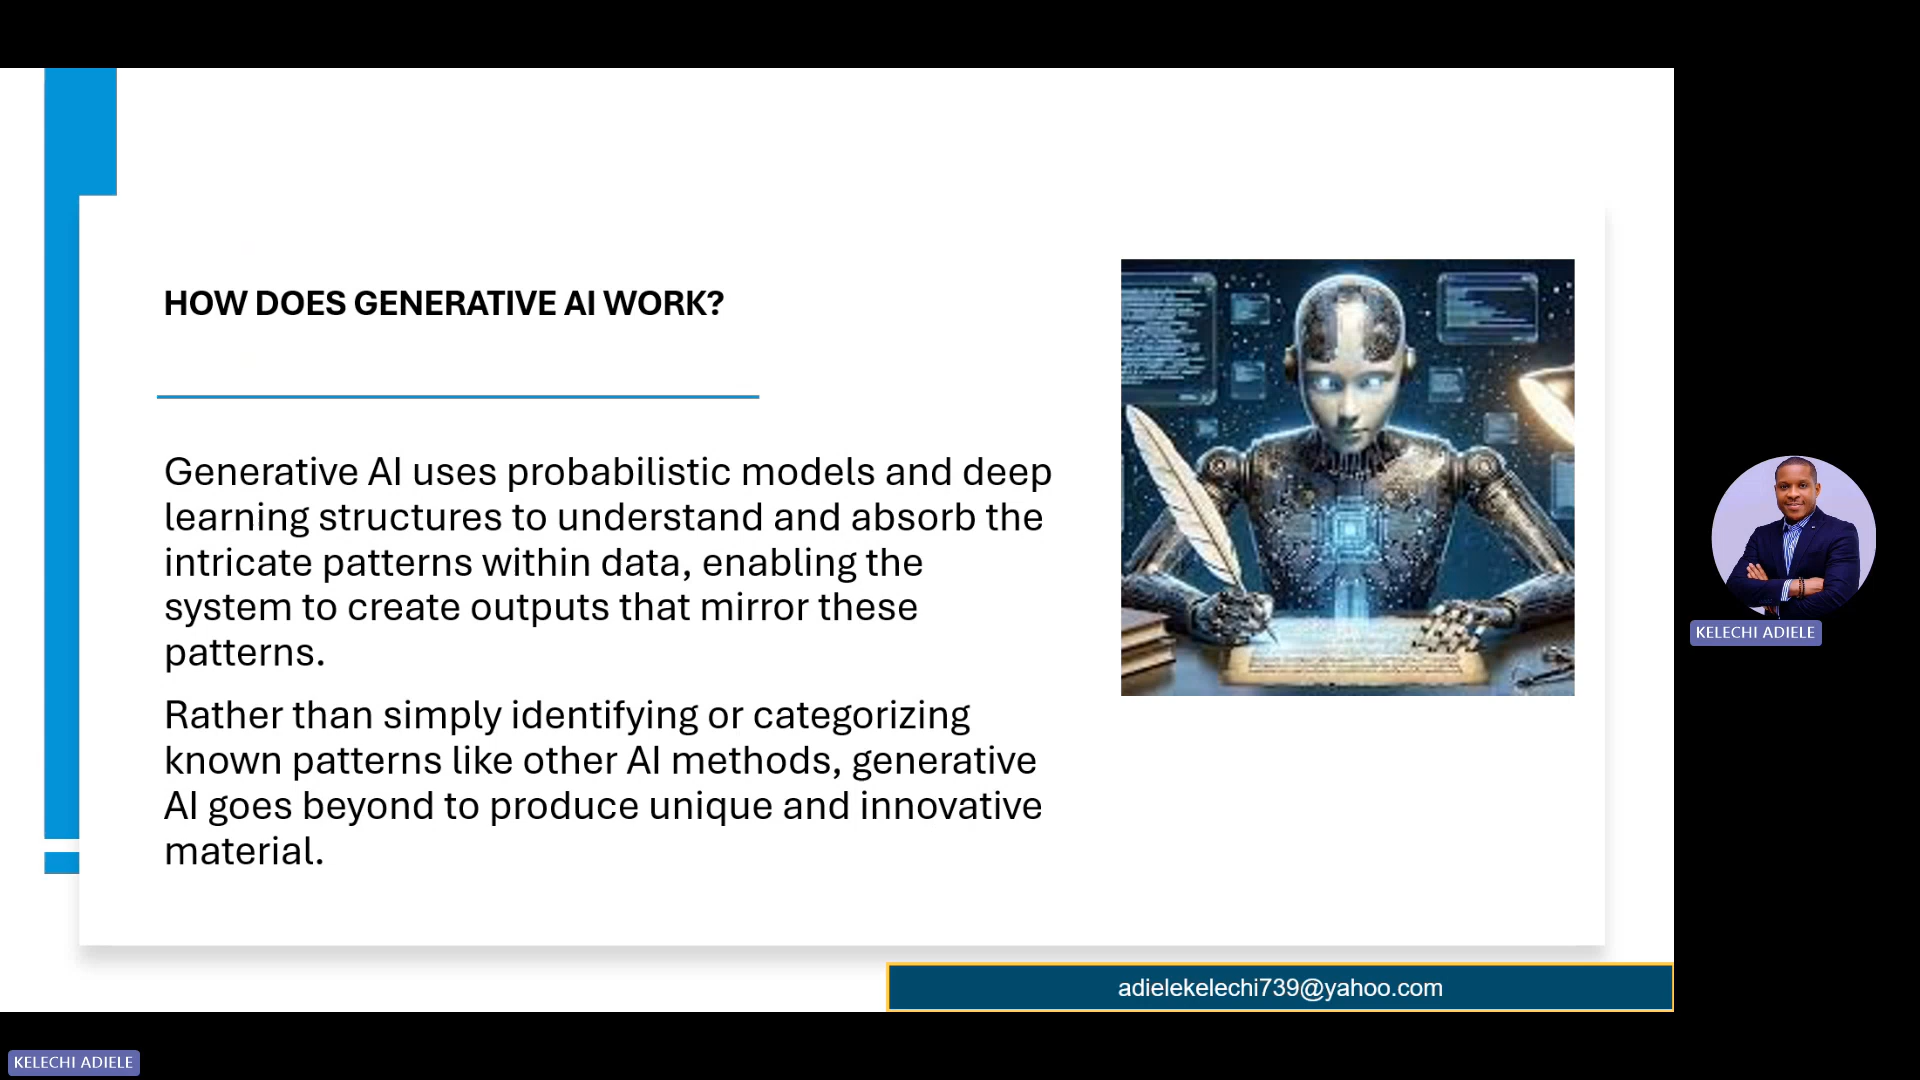 HOW DOES GENERATIVE AI WORK?
Generative AI uses probabilistic models and deep
learning structures to understand and absorb the
intricate patterns within data, enabling the
system to create outputs that mirror these
patterns.
Rather than simply identifying or categorizing
known patterns like other AI methods, generative
AI goes beyond to produce unique and innovative
material.
KELECHI ADIELE
adielekelechi739@yahoo.com
KELECHI ADIELE